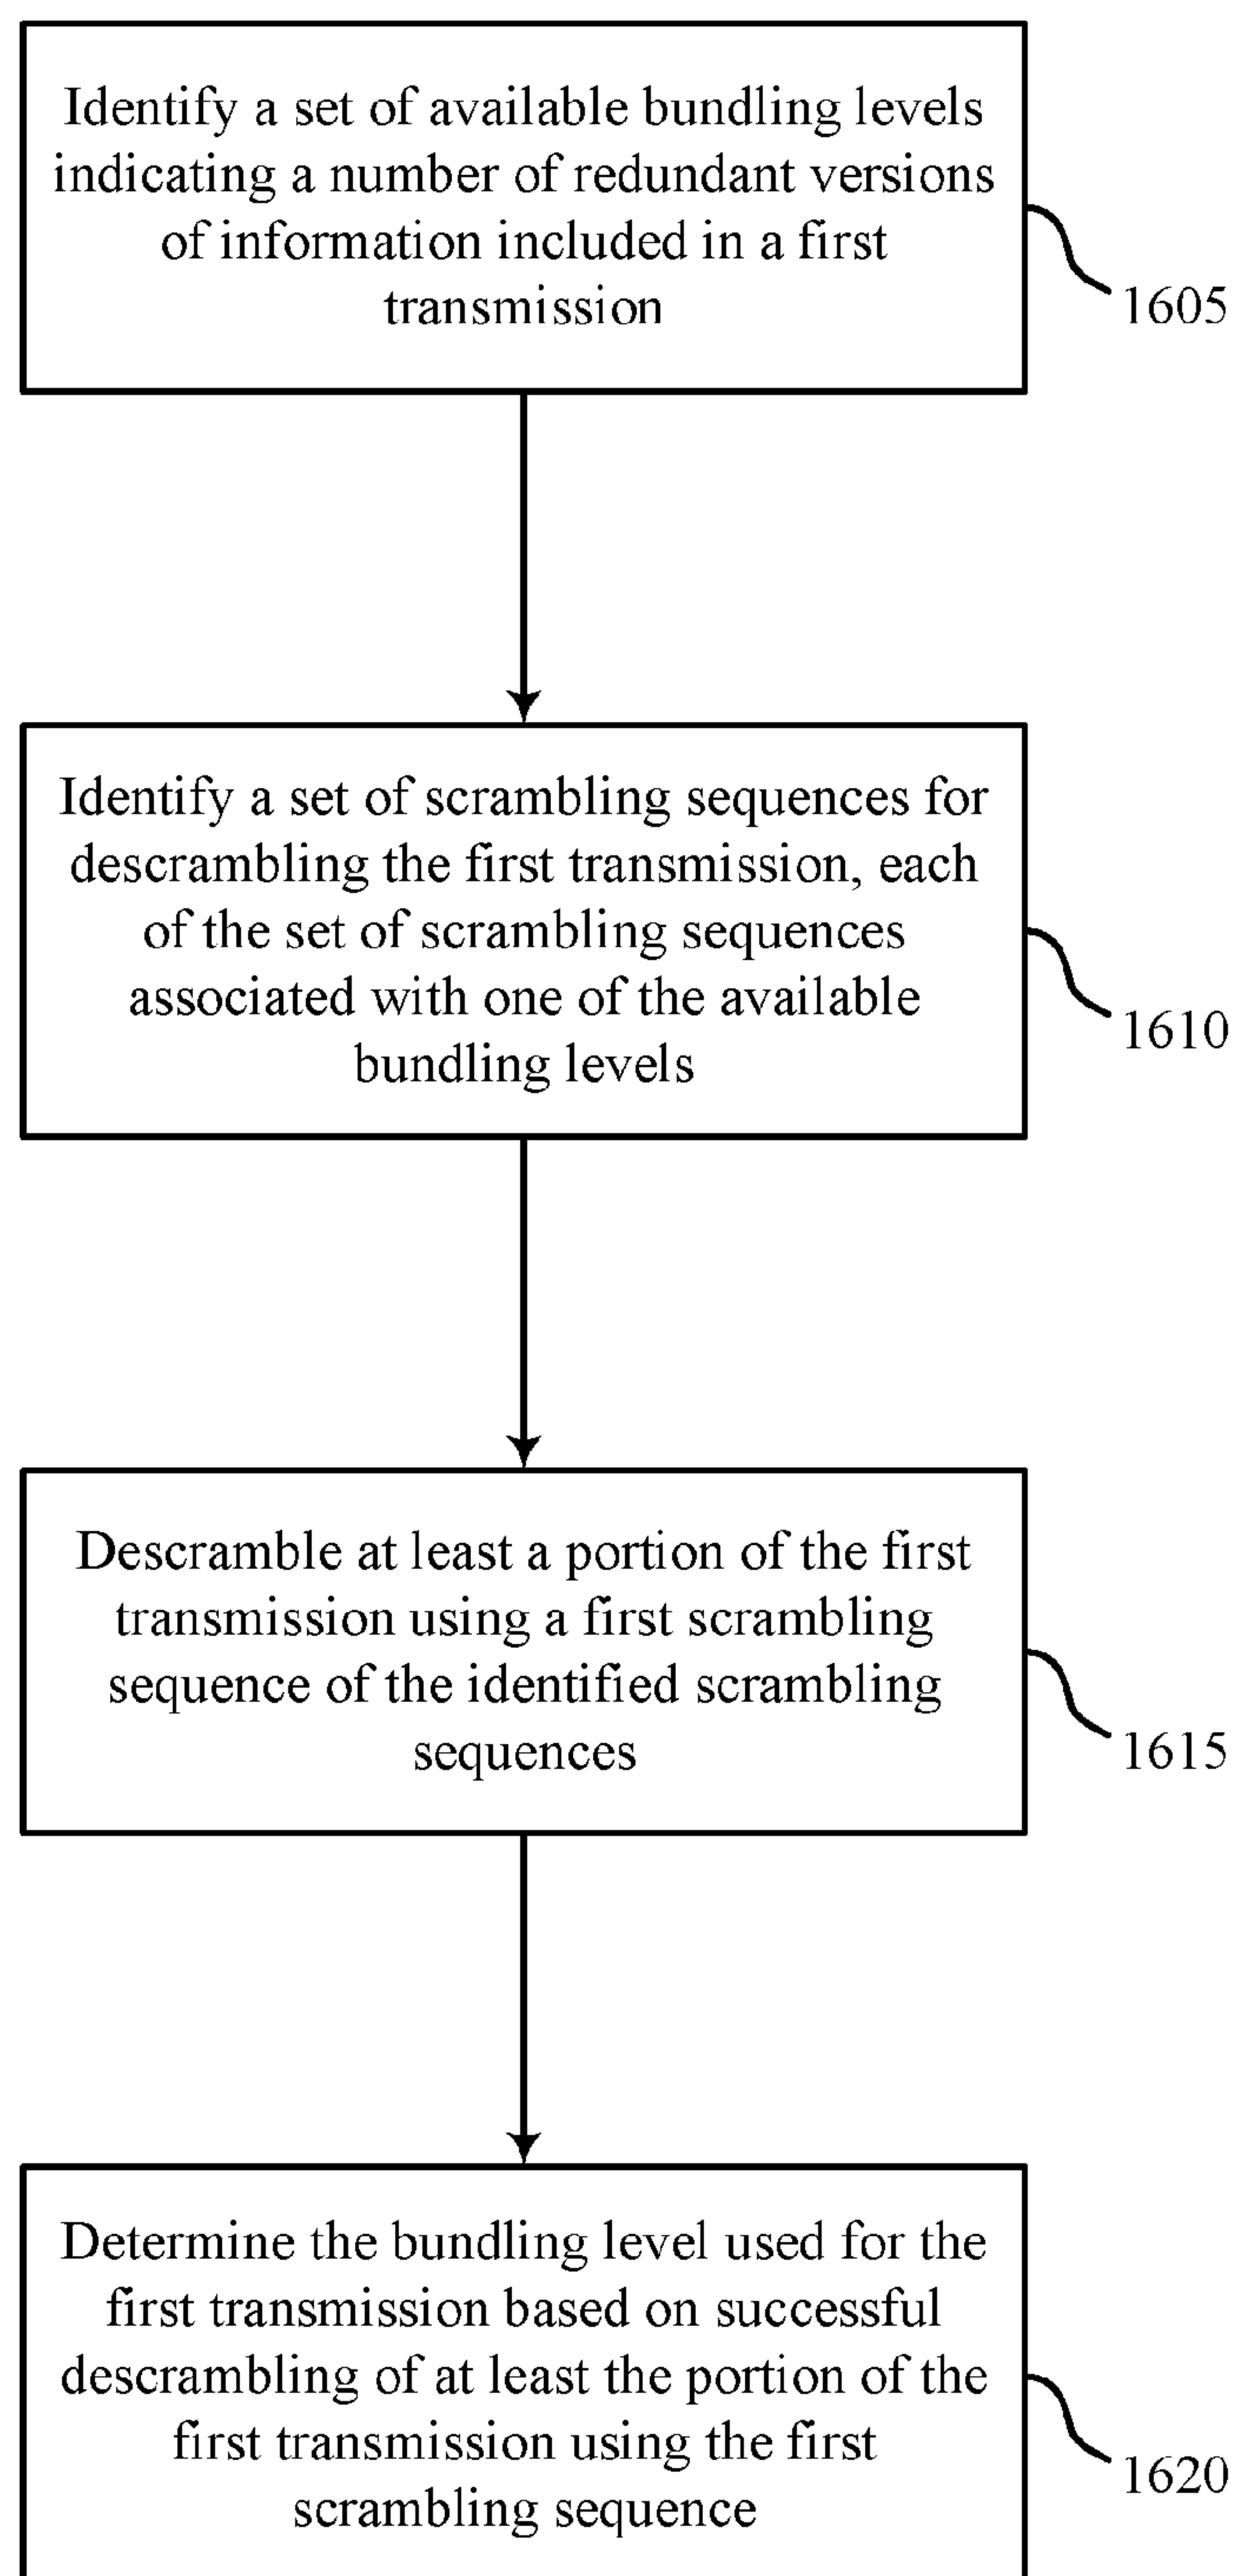 Identify a set of available bundling levels
indicating a number of redundant versions
of information included in a first
transmission
1605
Identify a set of scrambling sequences for
descrambling the first transmission, each
of the set of scrambling sequences
associated with one of the available
bundling levels
1610
Descramble at least a portion of the first
transmission using a first scrambling
sequence of the identified scrambling
sequences
1615
Determine the bundling level used for the
first transmission based on successful
descrambling of at least the portion of the
first transmission using the first
scrambling sequence
1620